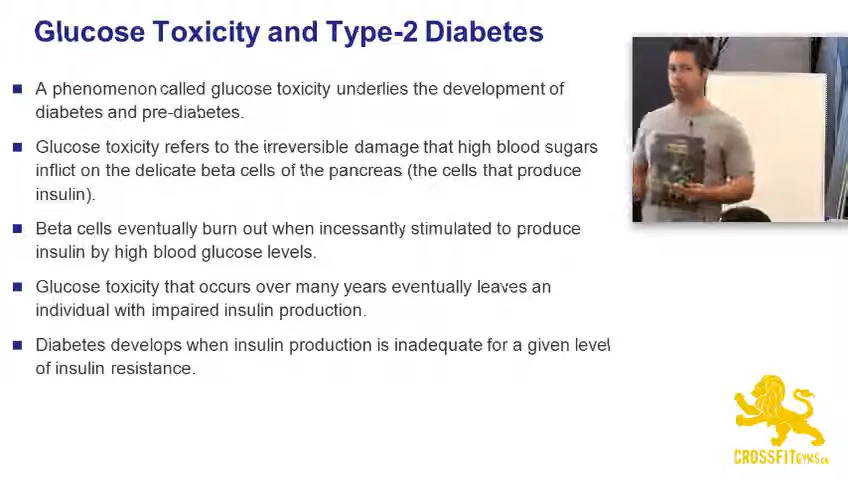 Glucose Toxicity and Type-2 Diabetes
A phenomenon called glucose toxicity underlies the development of
diabetes and pre-diabetes.
Glucose toxicity refers to the irreversible damage that high blood sugars
inflict on the delicate beta cells of the pancreas (the cells that produce
insulin).
Beta cells eventually burn out when incessantly stimulated to produce
insulin by high blood glucose levels.
Glucose toxicity that occurs over many years eventually leaves an
individual with impaired insulin production.
Diabetes develops when insulin production is inadequate for a given level
of insulin resistance.
CROSSFITGYMS.CA